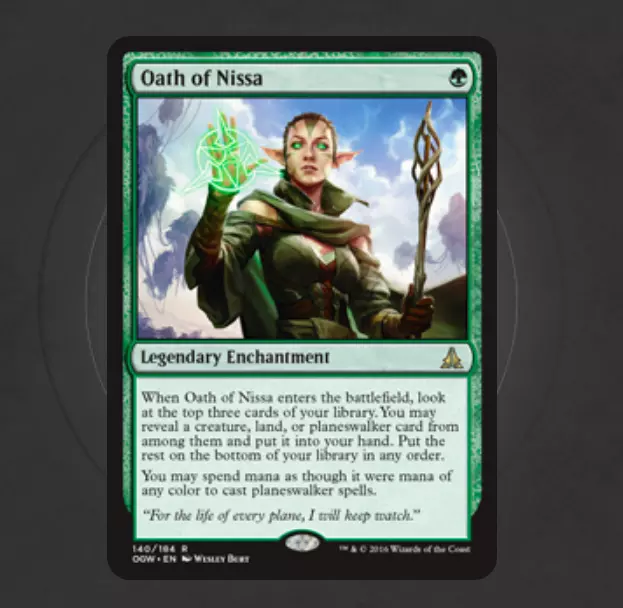 Oath of Nissa
Legendary Enchantment
When Oath of Nissa enters the battlefield, look
at the top three cards of your library. You may
reveal a creature, land, or planeswalker card from
among them and put it into your hand. Put the
rest on the bottom of your library in any order.
You may spend mana as though it were mana of
any color to cast planeswalker spells.
“For the life of every plane, I will keep watch.”
140/184 R
™ & © 2016 Wizards of the Coast
OGW • EN Wesley Burt